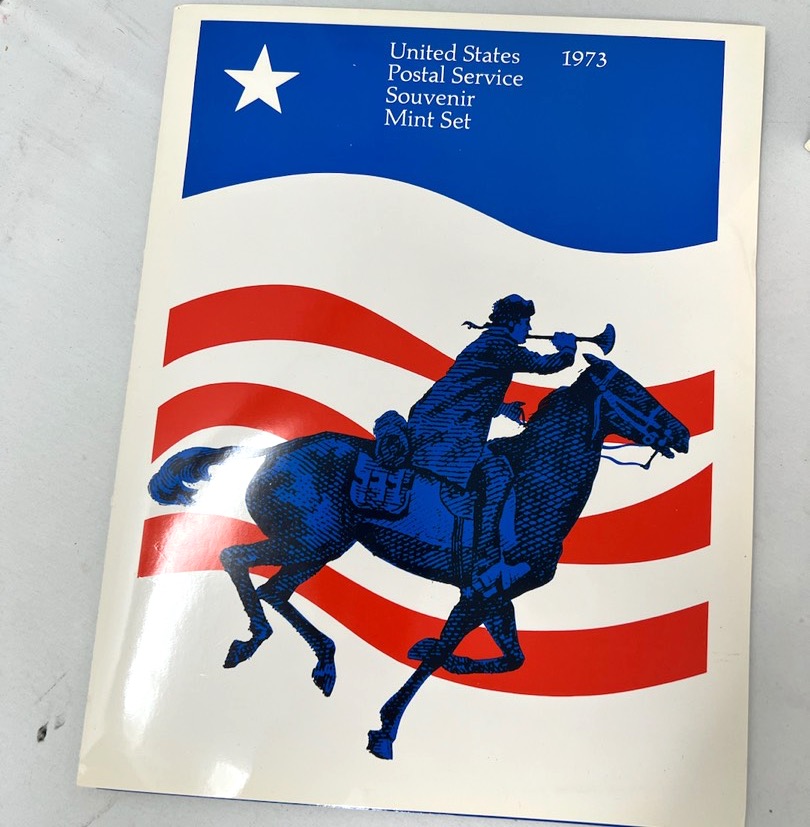 United States 1973
Postal Service
Souvenir
Mint Set